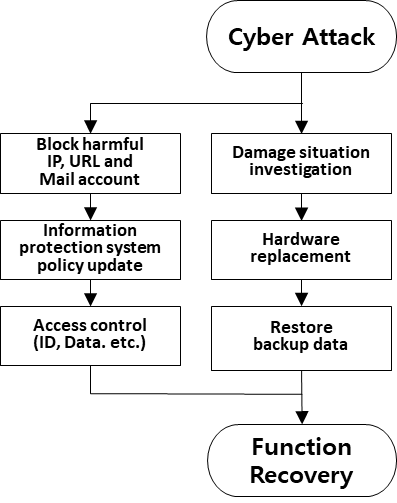 Cyber Attack
Block harmful
IP, URL and
Mail account
Information
protection system
policy update
Access control
(ID, Data. etc.)
Damage situation
investigation
Hardware
replacement
Restore
backup data
Function
Recovery